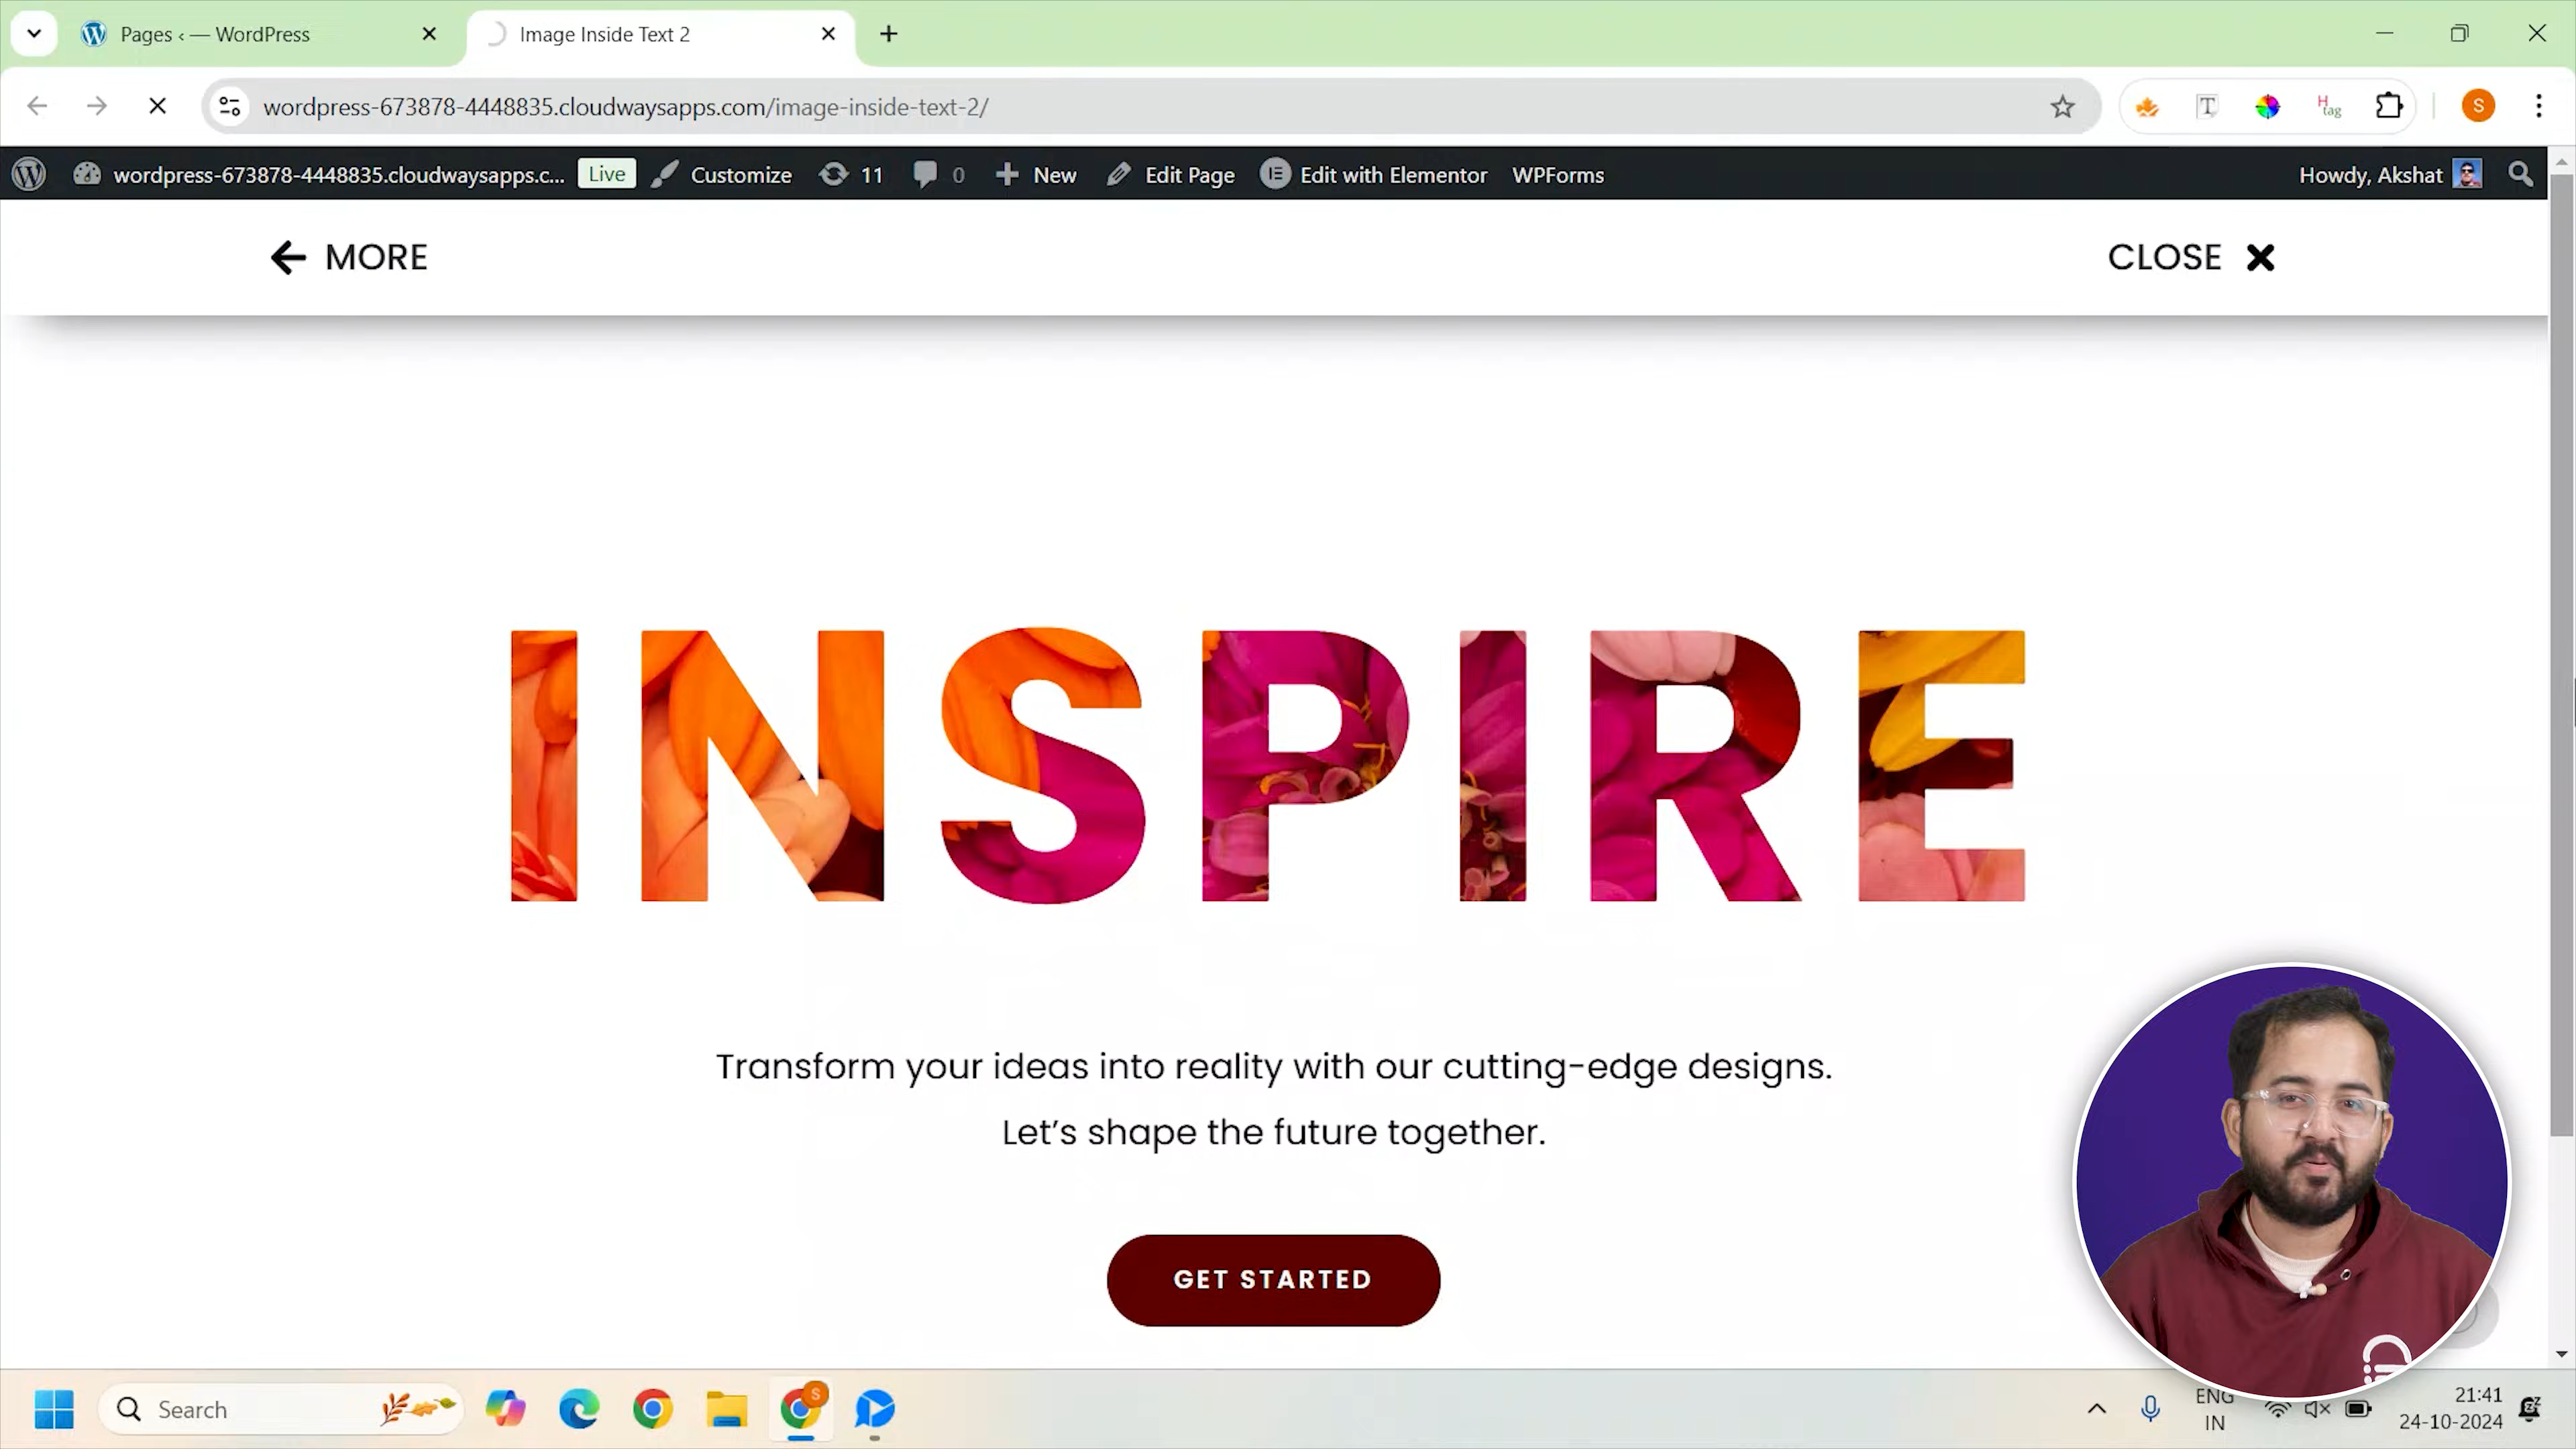 Pages ‹ — WordPress
Image Inside Text 2
wordpress-673878-4448835.cloudwaysapps.com/image-inside-text-2/
T
H
tag
S
wordpress-673878-4448835.cloudwaysapps.c...
Live
Customize
11
0
New
Edit Page
Edit with Elementor
WPForms
Howdy, Akshat
MORE
CLOSE
INSPIRE
Transform your ideas into reality with our cutting-edge designs.
Let's shape the future together.
GET STARTED
Search
S
ENG
IN
21:41
24-10-2024